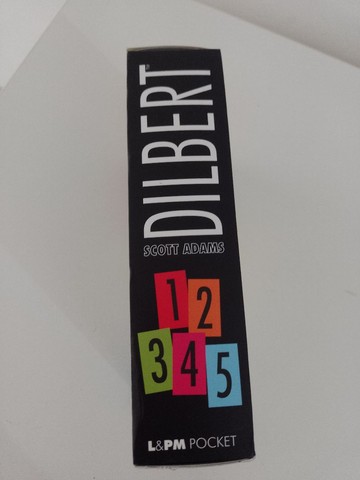 DILBERT
SCOTT ADAMS
1 2
3 4 5
L&PM POCKET